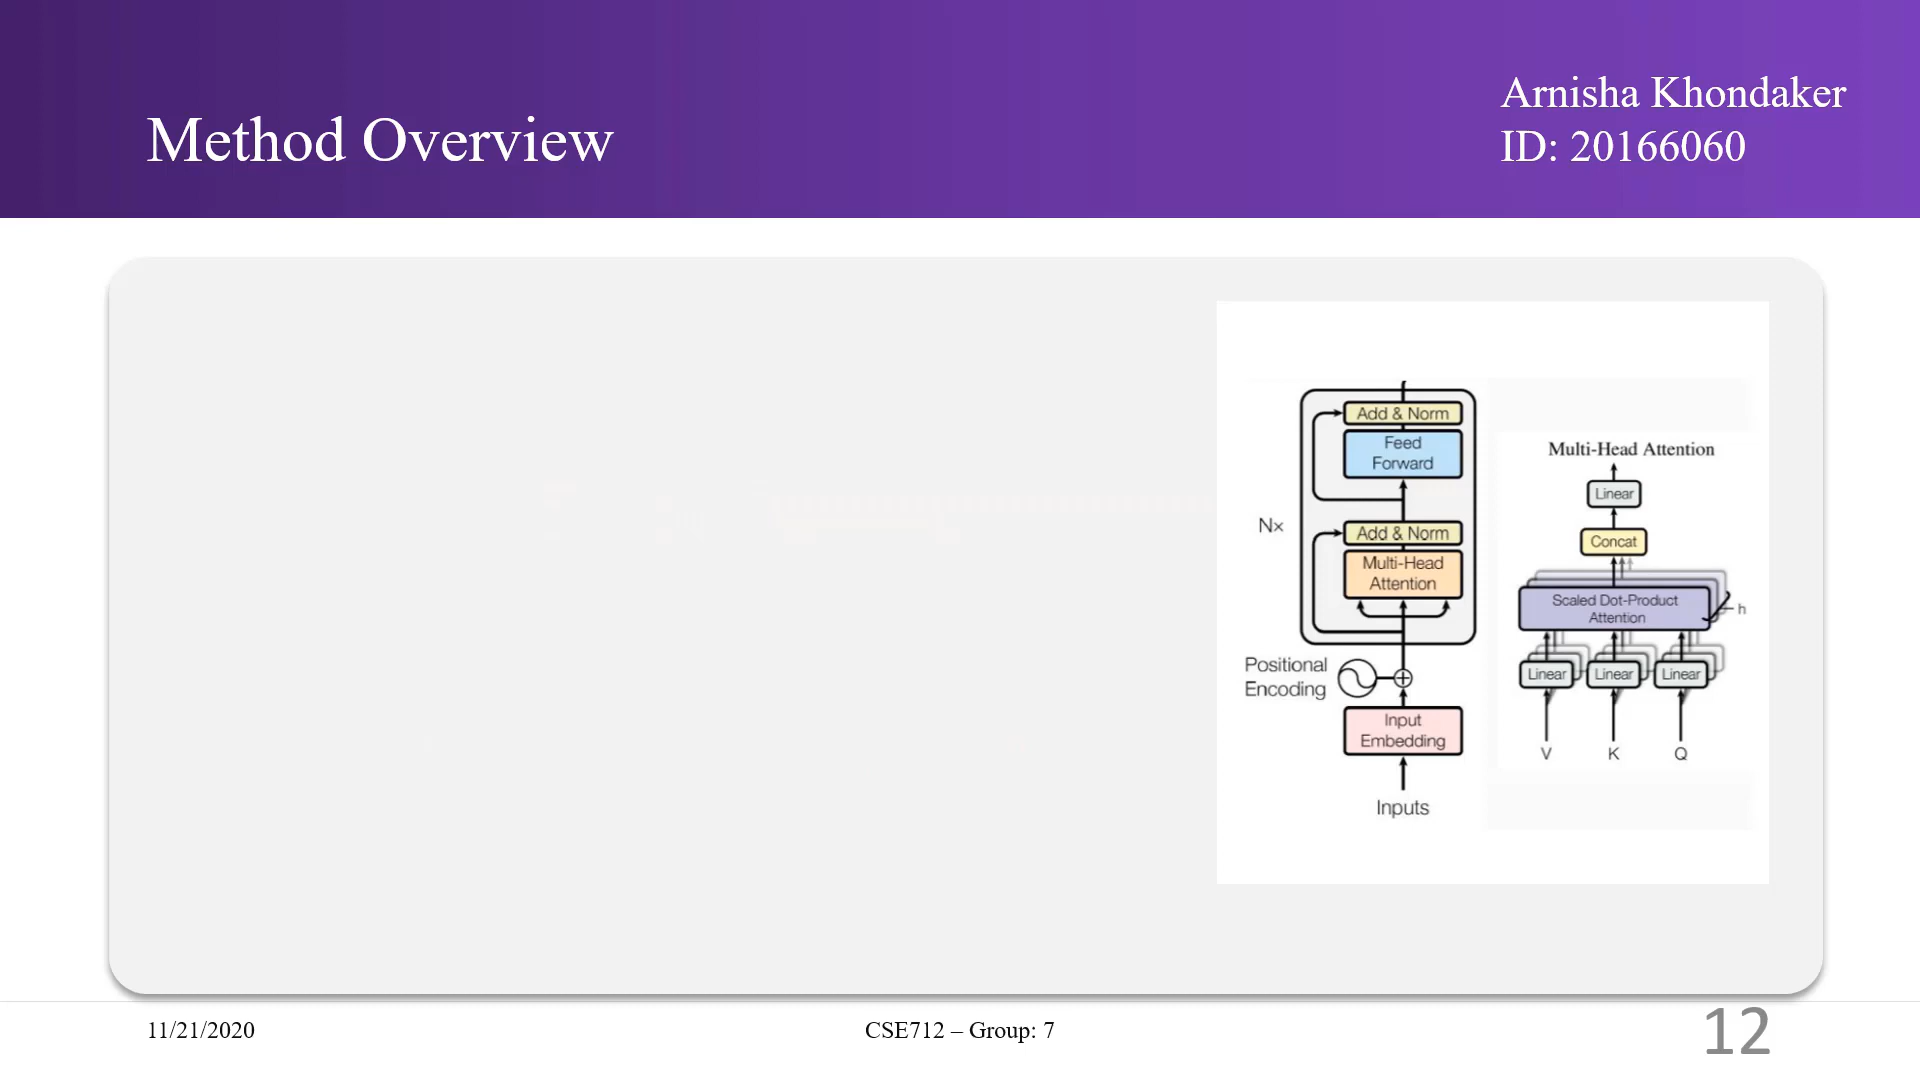 Method Overview
Arnisha Khondaker
ID: 20166060
Add & Norm
Feed
Forward
Nx
Add & Norm
Multi-Head
Attention
Positional
Encoding
Input
Embedding
Inputs
Multi-Head Attention
Linear
Concat
Scaled Dot-Product
Attention
h
Linear Linear Linear
V K Q
11/21/2020
CSE712 – Group: 7
12